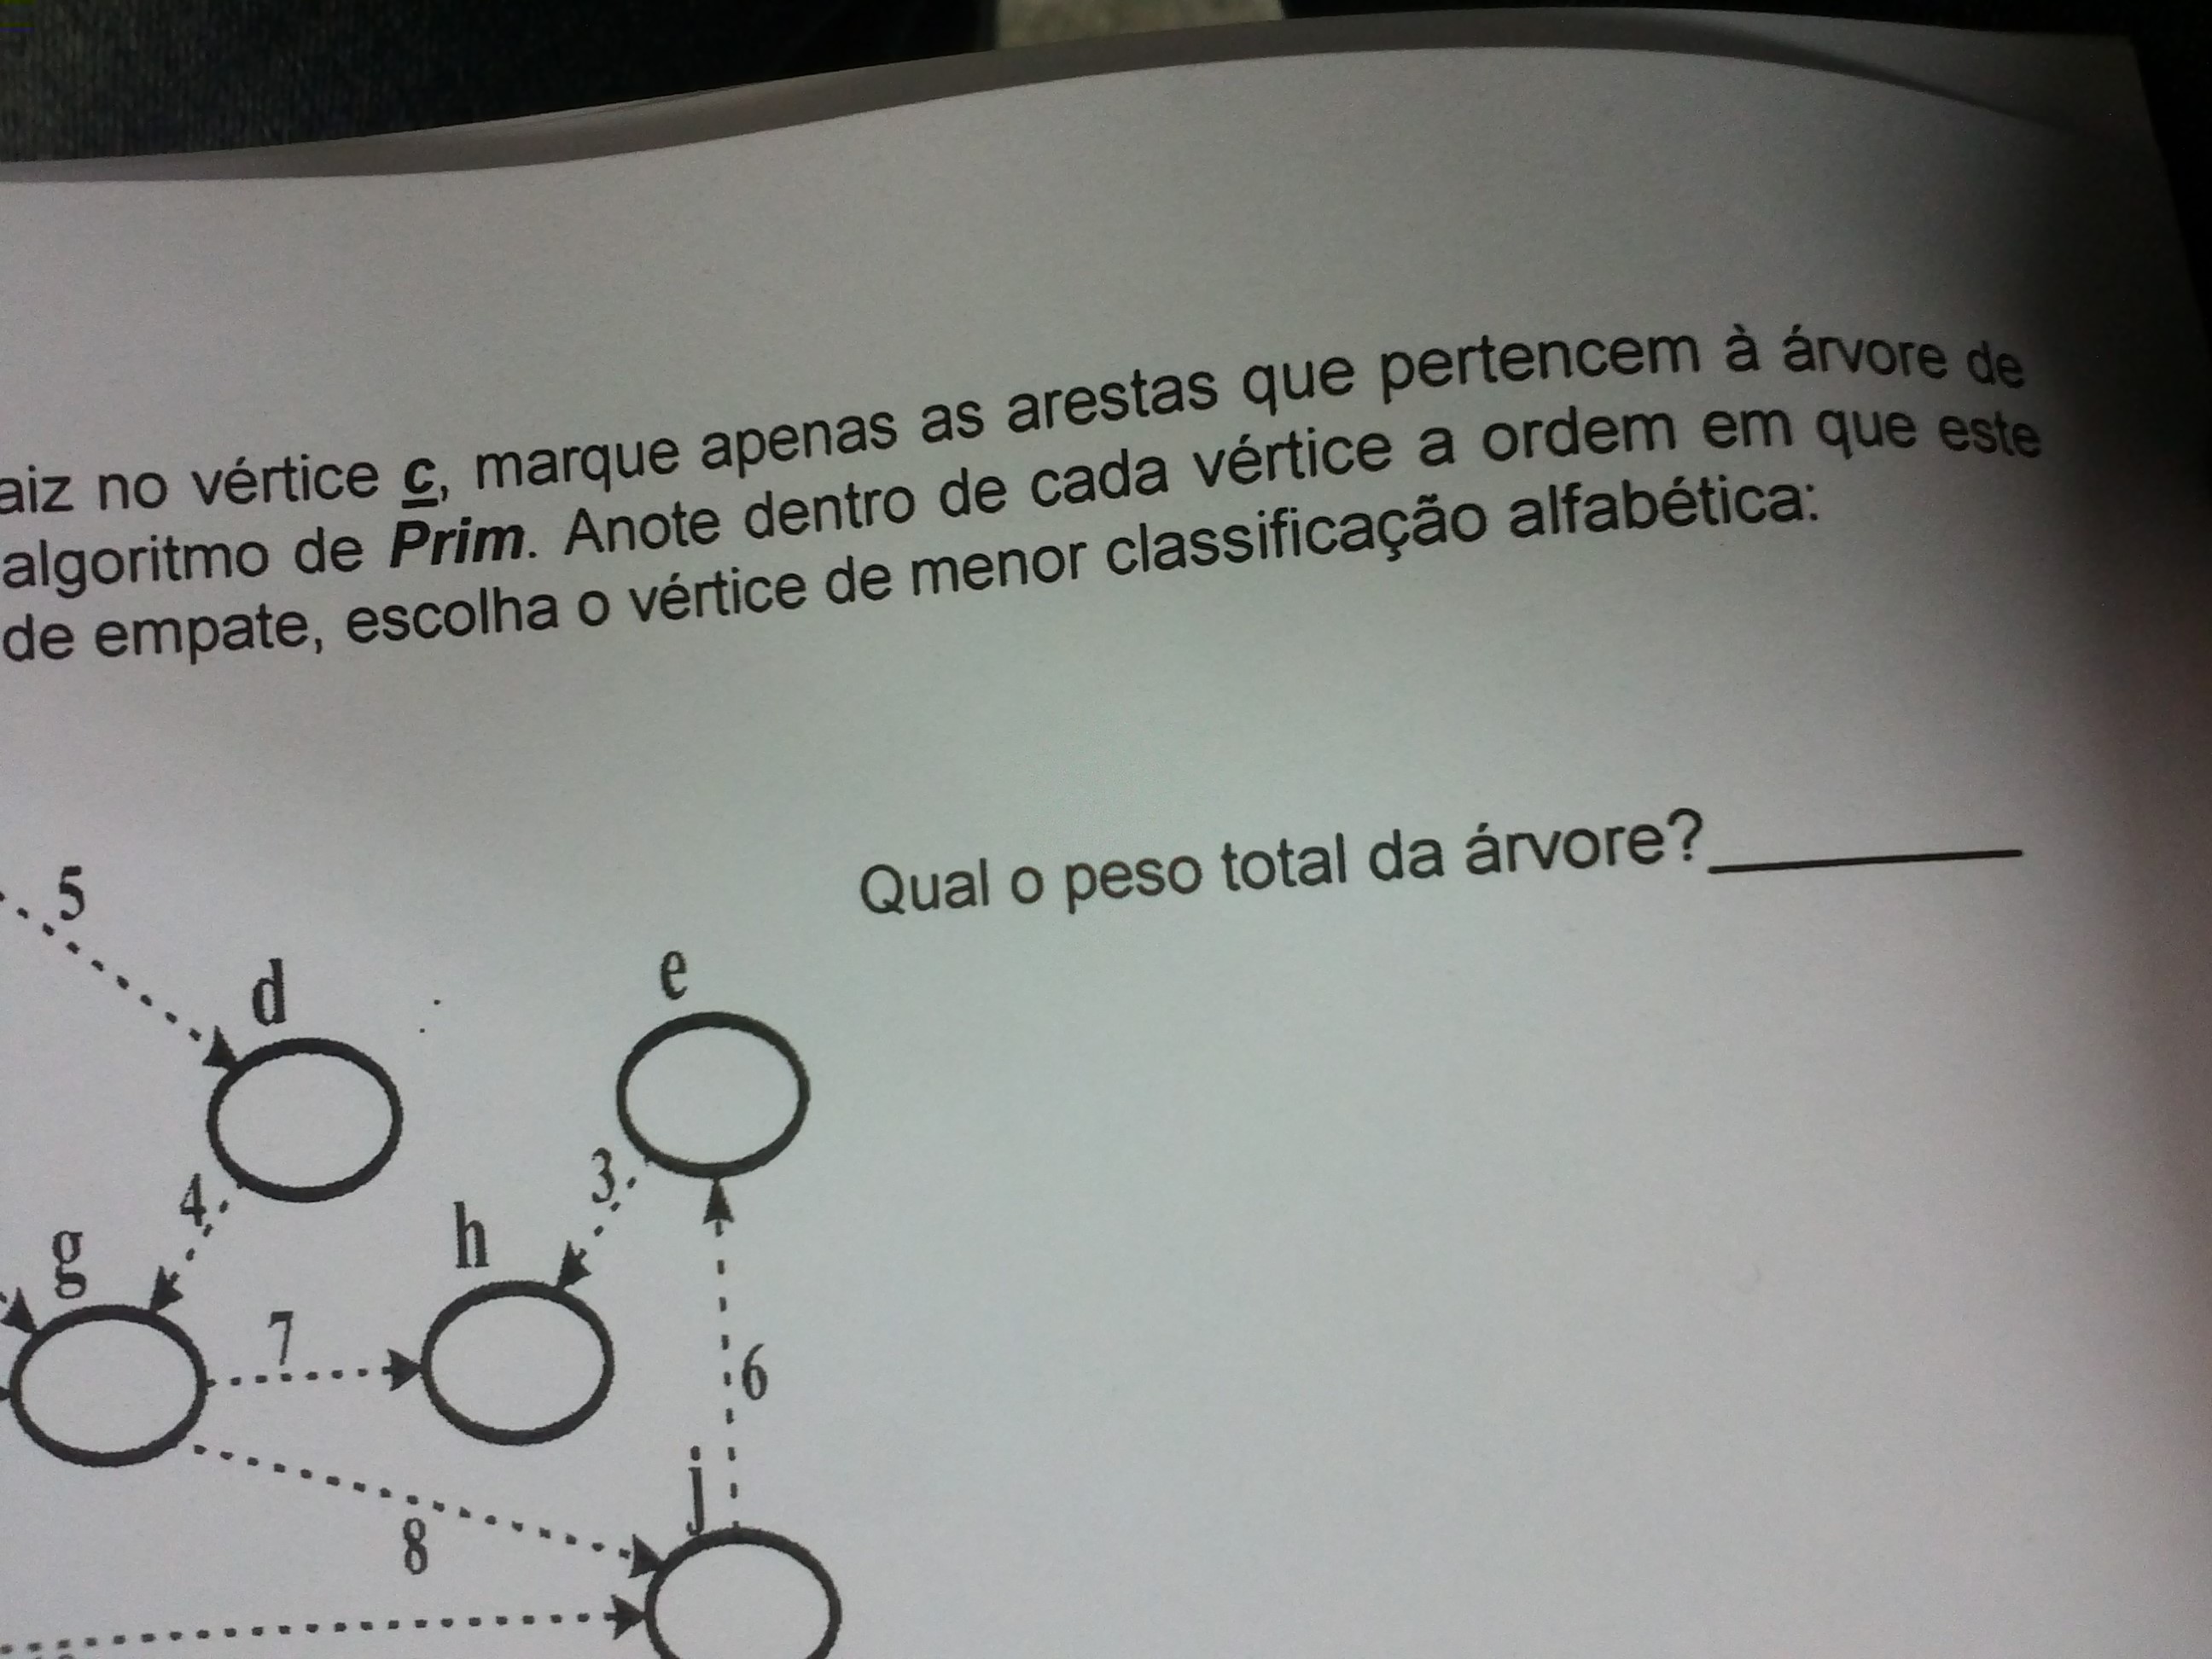 aiz no vértice c, marque apenas as arestas que pertencem à árvore de
algoritmo de Prim. Anote dentro de cada vértice a ordem em que este
de empate, escolha o vértice de menor classificação alfabética:
Qual o peso total da árvore?
5
d
e
4
3
g
h
7
6
j
8